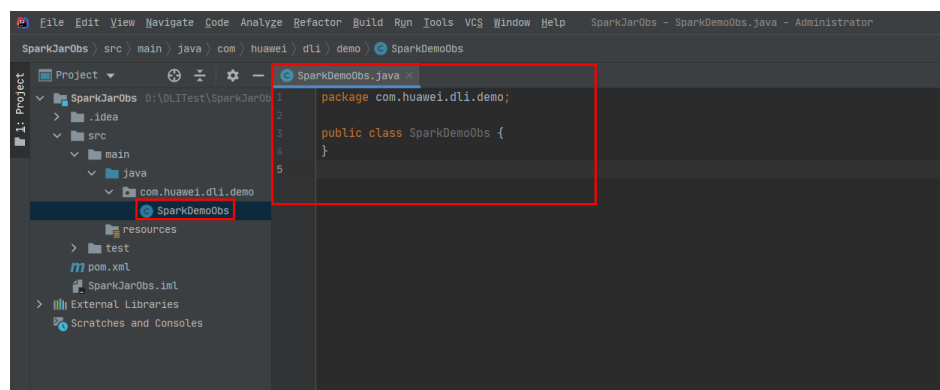 File Edit View Navigate Code Analyze Refactor Build Run Tools VCS Window Help SparkJarObs - SparkDemoObs.java - Administrator
SparkJarObs 〉 src 〉 main 〉 java 〉 com 〉 huawei 〉 dli 〉 demo 〉 SparkDemoObs
1: Project
Project
SparkJarObs D:\DLITest\SparkJarOb
.idea
src
main
java
com.huawei.dli.demo
SparkDemoObs
resources
test
pom.xml
SparkJarObs.iml
External Libraries
Scratches and Consoles
SparkDemoObs.java ×
1 package com.huawei.dli.demo;
2
3 public class SparkDemoObs {
4 }
5